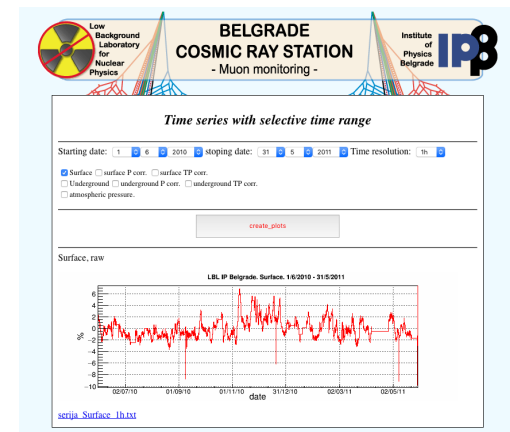 Low
Background
Laboratory
for
Nuclear
Physics
BELGRADE
COSMIC RAY STATION
- Muon monitoring -
Institute
of
Physics
Belgrade
IPB
Time series with selective time range
Starting date: 1 6 2010 stoping date: 31 5 2011 Time resolution: 1h
Surface surface P corr. surface TP corr.
Underground underground P corr. underground TP corr.
atmospheric pressure.
create_plots
Surface, raw
LBL IP Belgrade. Surface. 1/6/2010 - 31/5/2011
6
4
2
0
−2
−4
−6
−8
−10
%
02/07/10 01/09/10 01/11/10 31/12/10 02/03/11 02/05/11
date
serija_Surface_1h.txt